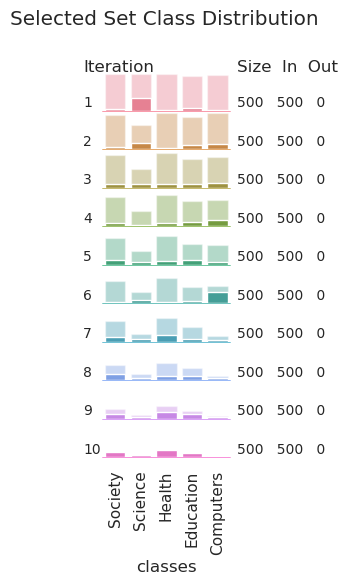 Selected Set Class Distribution
Iteration Size In Out
1 500 500 0
2 500 500 0
3 500 500 0
4 500 500 0
5 500 500 0
6 500 500 0
7 500 500 0
8 500 500 0
9 500 500 0
10 500 500 0
Society
Science
Health
Education
Computers
classes